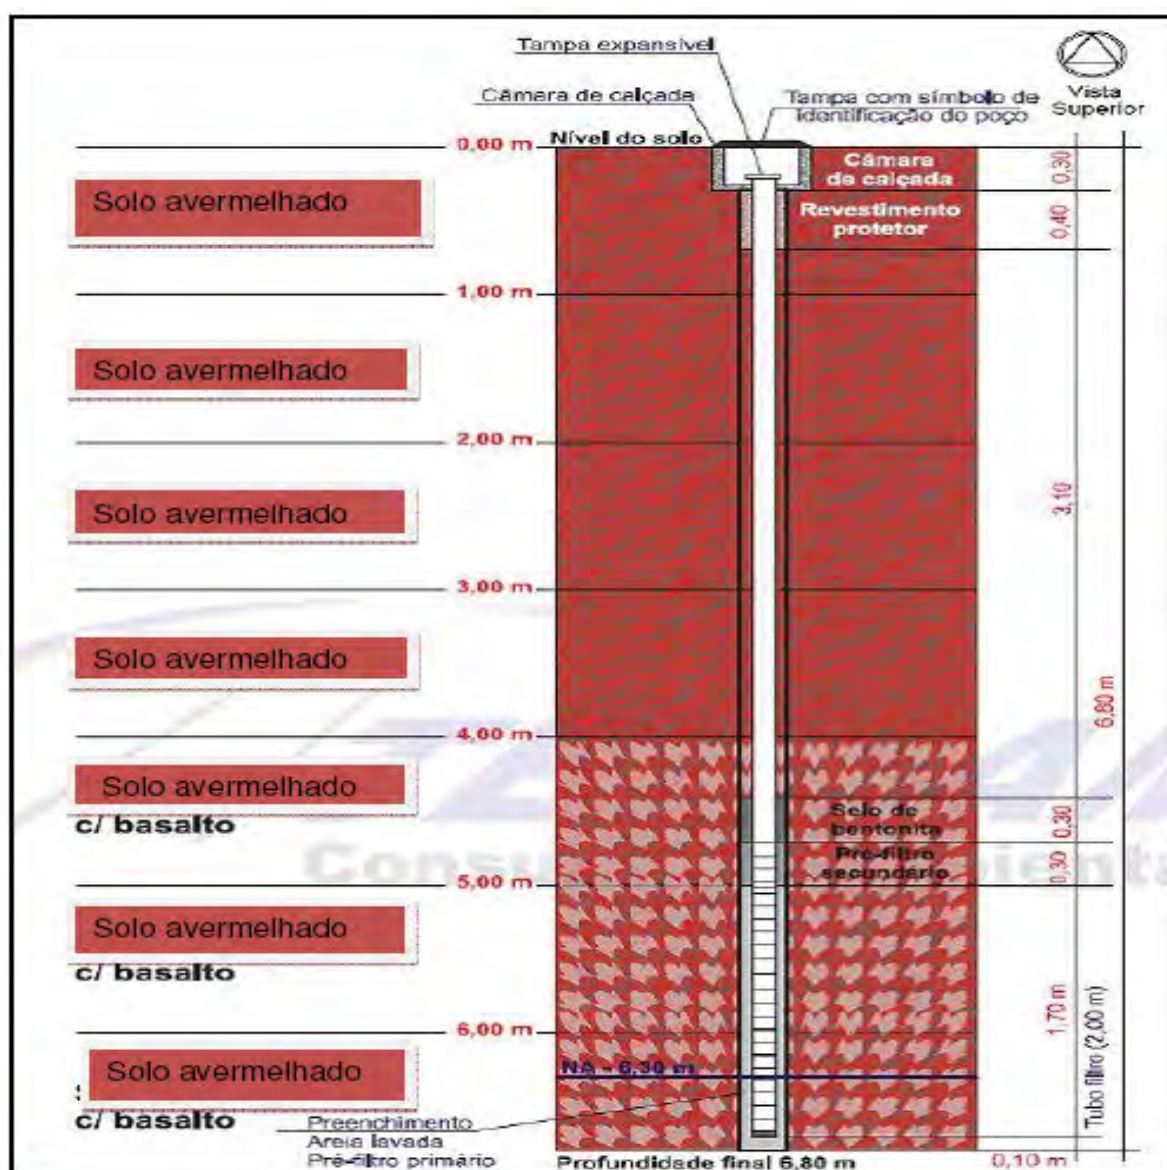 Tampa expansível
Câmara de calçada
Tampa com símbolo de
identificação do poço
Vista
Superior
0,00 m
Nível do solo
Câmara
de calçada
0,30
Solo avermelhado
Revestimento
protetor
0,40
1,00 m
Solo avermelhado
2,00 m
Solo avermelhado
3,10
3,00 m
Solo avermelhado
6,80 m
4,00 m
Solo avermelhado
c/ basalto
Selo de
bentonita
0,30
Pré-filtro
secundário
0,30
5,00 m
Solo avermelhado
c/ basalto
6,00 m
1,70 m
Tubo filtro (2,00 m)
Solo avermelhado
c/ basalto
NA - 6,30 m
Preenchimento
Areia lavada
Pré-filtro primário
Profundidade final 6,80 m
0,10 m